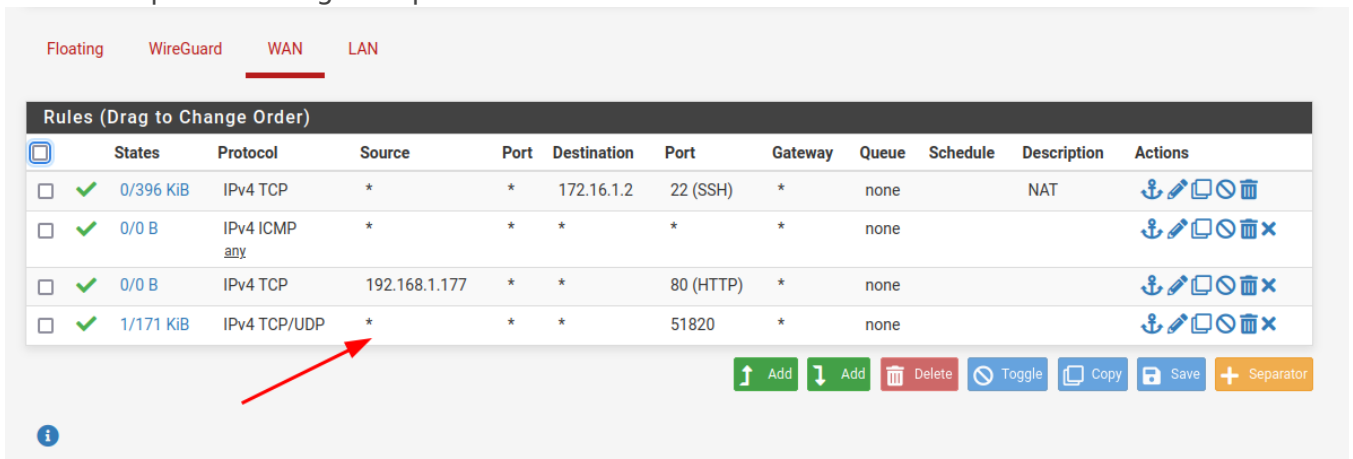 Floating WireGuard WAN LAN
Rules (Drag to Change Order)
States Protocol Source Port Destination Port Gateway Queue Schedule Description Actions
0/396 KiB IPv4 TCP * * 172.16.1.2 22 (SSH) * none NAT
0/0 B IPv4 ICMP * * * * * none
any
0/0 B IPv4 TCP 192.168.1.177 * * 80 (HTTP) * none
1/171 KiB IPv4 TCP/UDP * * * 51820 * none
Add Add Delete Toggle Copy Save Separator